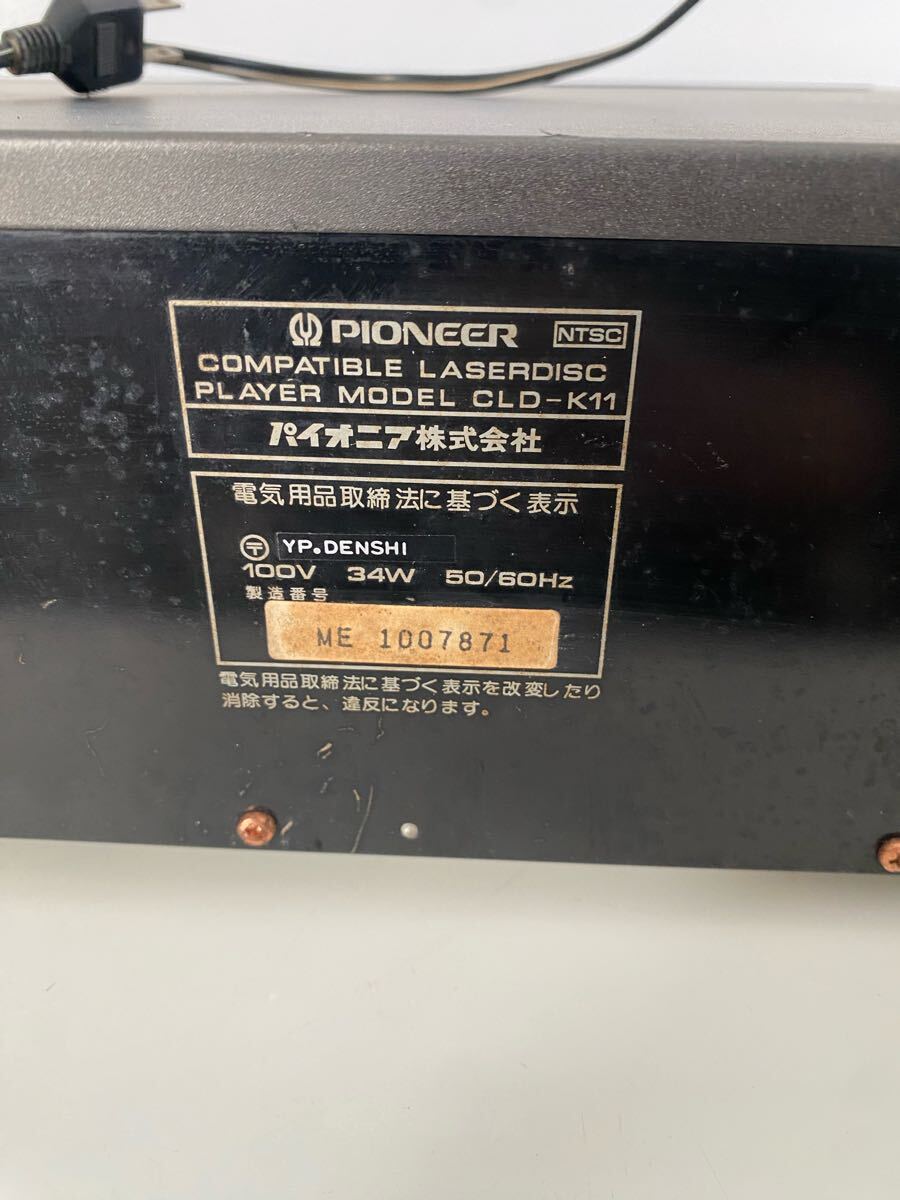 PIONEER NTSC
COMPATIBLE LASERDISC
PLAYER MODEL CLD-K11
パイオニア株式会社
電気用品取締法に基づく表示
〒 YP.DENSHI
100V 34W 50/60Hz
製造番号
ME 1007871
電気用品取締法に基づく表示を改変したり
消除すると、違反になります。